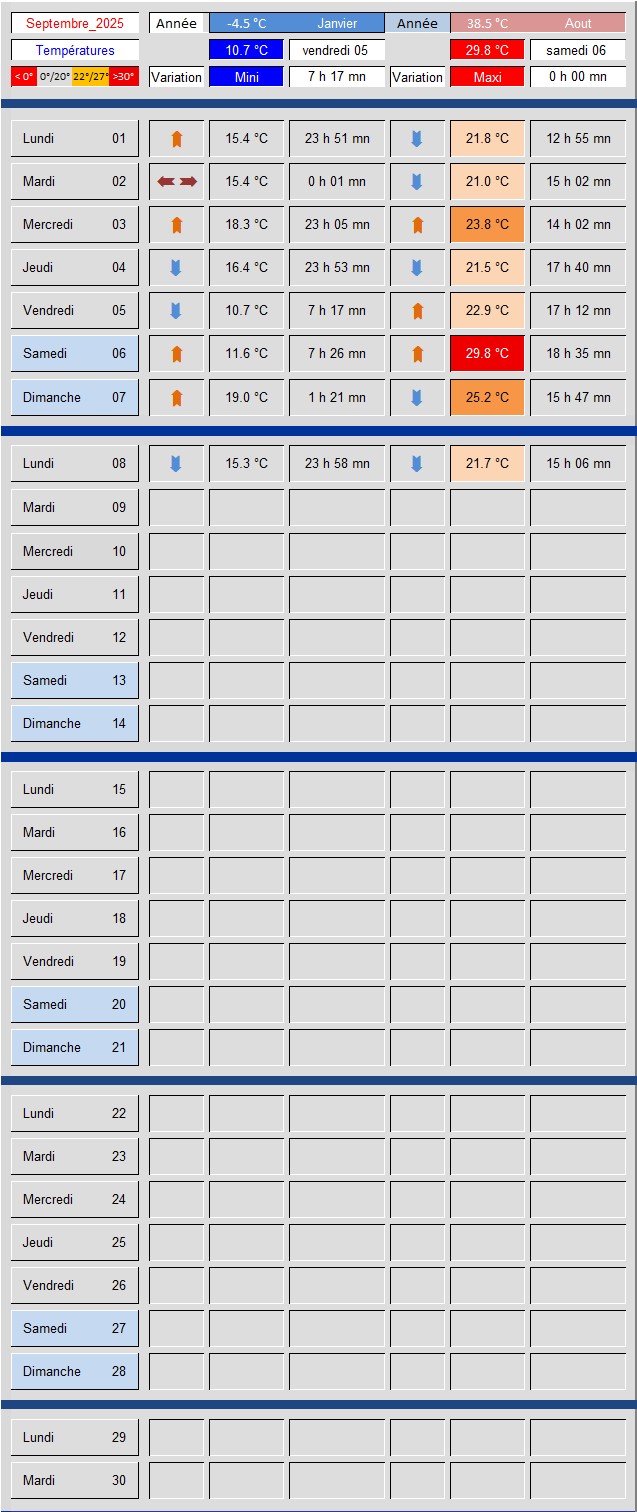 Septembre_2025 Année -4.5 °C Janvier Année 38.5 °C Aout
Températures 10.7 °C vendredi 05 29.8 °C samedi 06
< 0° 0°/20° 22°/27° >30° Variation Mini 7 h 17 mn Variation Maxi 0 h 00 mn
Lundi 01 15.4 °C 23 h 51 mn 21.8 °C 12 h 55 mn
Mardi 02 15.4 °C 0 h 01 mn 21.0 °C 15 h 02 mn
Mercredi 03 18.3 °C 23 h 05 mn 23.8 °C 14 h 02 mn
Jeudi 04 16.4 °C 23 h 53 mn 21.5 °C 17 h 40 mn
Vendredi 05 10.7 °C 7 h 17 mn 22.9 °C 17 h 12 mn
Samedi 06 11.6 °C 7 h 26 mn 29.8 °C 18 h 35 mn
Dimanche 07 19.0 °C 1 h 21 mn 25.2 °C 15 h 47 mn
Lundi 08 15.3 °C 23 h 58 mn 21.7 °C 15 h 06 mn
Mardi 09
Mercredi 10
Jeudi 11
Vendredi 12
Samedi 13
Dimanche 14
Lundi 15
Mardi 16
Mercredi 17
Jeudi 18
Vendredi 19
Samedi 20
Dimanche 21
Lundi 22
Mardi 23
Mercredi 24
Jeudi 25
Vendredi 26
Samedi 27
Dimanche 28
Lundi 29
Mardi 30